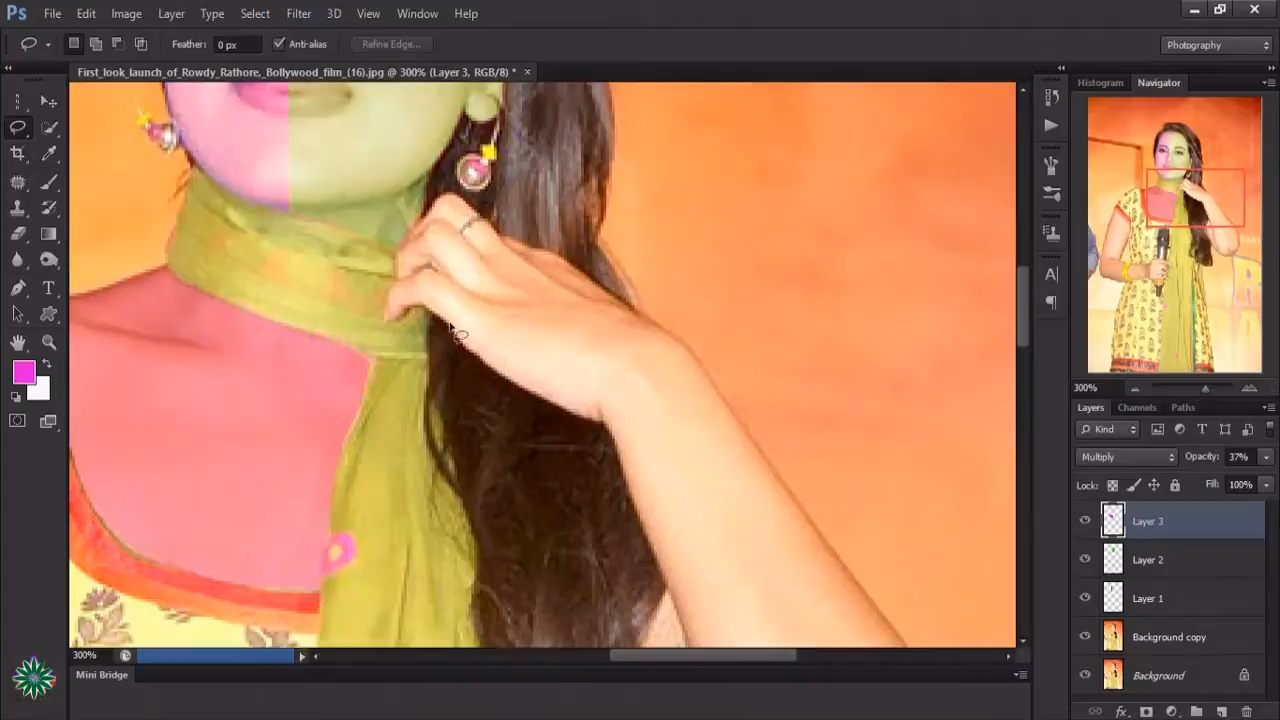 Ps File Edit Image Layer Type Select Filter 3D View Window Help
Feather: 0 px Anti-alias Refine Edge... Photography
First_look_launch_of_Rowdy_Rathore,_Bollywood_film_(16).jpg @ 300% (Layer 3, RGB/8) * ×
Histogram Navigator
300%
Layers Channels Paths
Kind
Multiply Opacity: 37%
Lock: Fill: 100%
Layer 3
Layer 2
Layer 1
Background copy
Background
300%
Mini Bridge